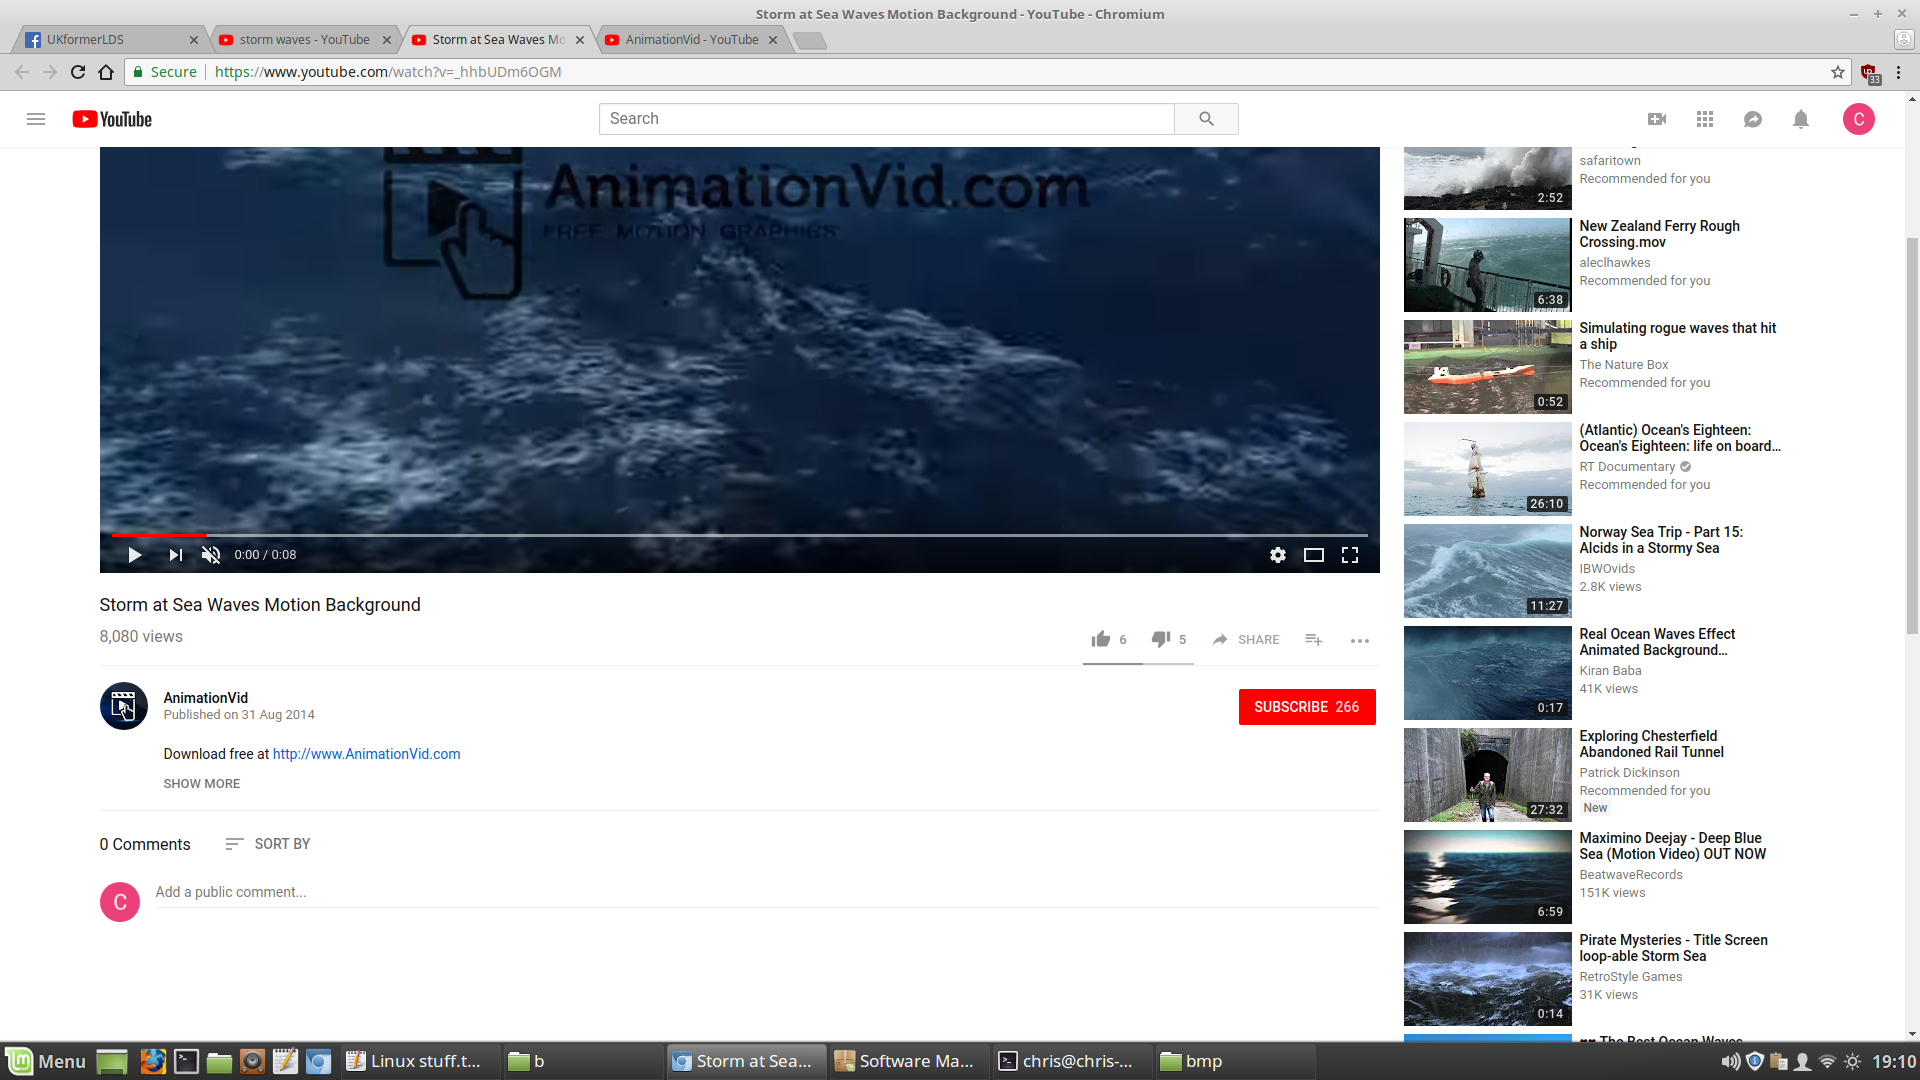 Storm at Sea Waves Motion Background - YouTube - Chromium
UKformerLDS
storm waves - YouTube
Storm at Sea Waves Mo
AnimationVid - YouTube
Secure
https://www.youtube.com/watch?v=_hhbUDm6OGM
33
YouTube
Search
C
AnimationVid.com
FREE MOTION GRAPHICS
0:00 / 0:08
Storm at Sea Waves Motion Background
8,080 views
6
5
SHARE
AnimationVid
Published on 31 Aug 2014
SUBSCRIBE 266
Download free at http://www.AnimationVid.com
SHOW MORE
0 Comments
SORT BY
C
Add a public comment...
safaritown
Recommended for you
2:52
New Zealand Ferry Rough
Crossing.mov
aleclhawkes
Recommended for you
6:38
Simulating rogue waves that hit
a ship
The Nature Box
Recommended for you
0:52
(Atlantic) Ocean's Eighteen:
Ocean's Eighteen: life on board...
RT Documentary
Recommended for you
26:10
Norway Sea Trip - Part 15:
Alcids in a Stormy Sea
IBWOvids
2.8K views
11:27
Real Ocean Waves Effect
Animated Background...
Kiran Baba
41K views
0:17
Exploring Chesterfield
Abandoned Rail Tunnel
Patrick Dickinson
Recommended for you
New
27:32
Maximino Deejay - Deep Blue
Sea (Motion Video) OUT NOW
BeatwaveRecords
151K views
6:59
Pirate Mysteries - Title Screen
loop-able Storm Sea
RetroStyle Games
31K views
0:14
The Best Ocean Waves
Menu
Linux stuff.t...
b
Storm at Sea...
Software Ma...
chris@chris-...
bmp
19:10